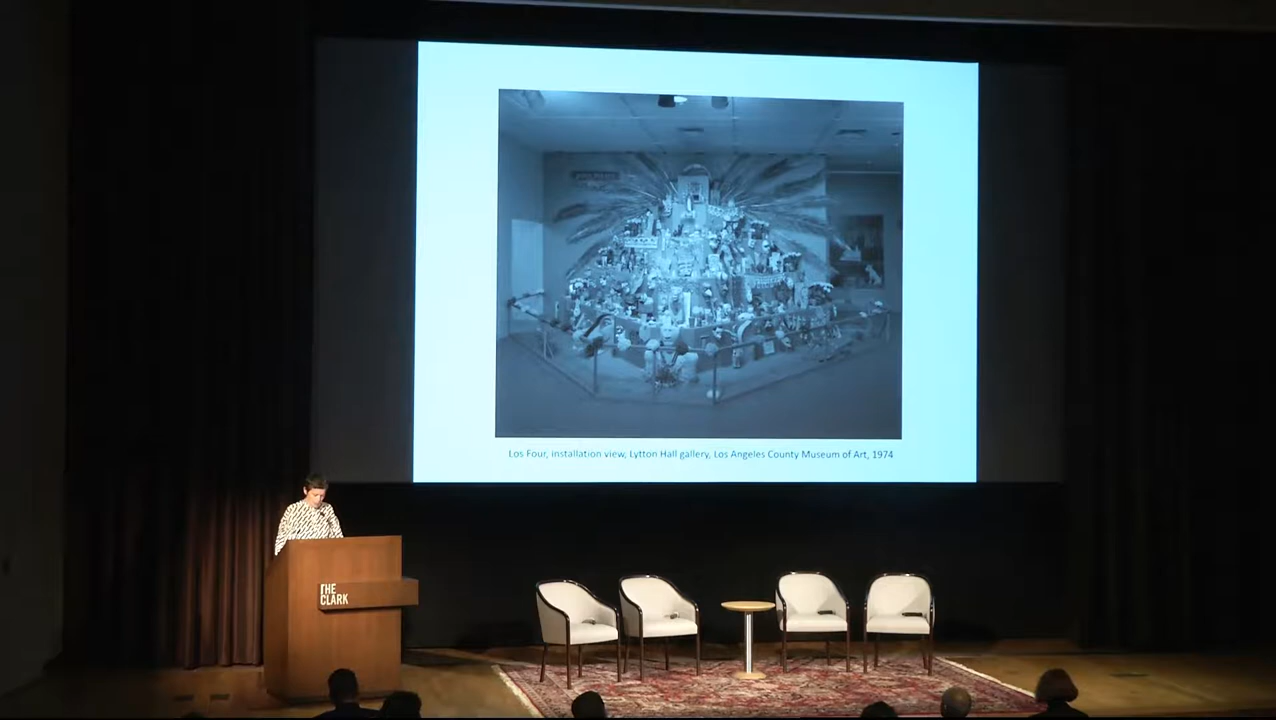 Los Four, installation view, Lytton Hall gallery, Los Angeles County Museum of Art, 1974
THE
CLARK